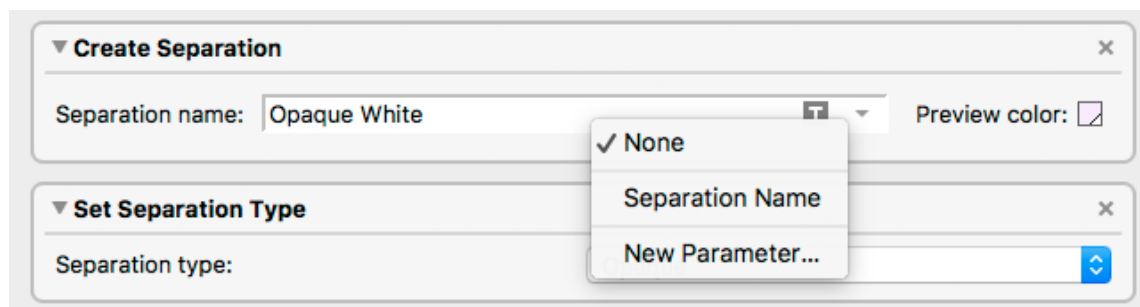 Create Separation
Separation name: Opaque White T Preview color:
None
Set Separation Type
Separation Name
Separation type:
New Parameter...